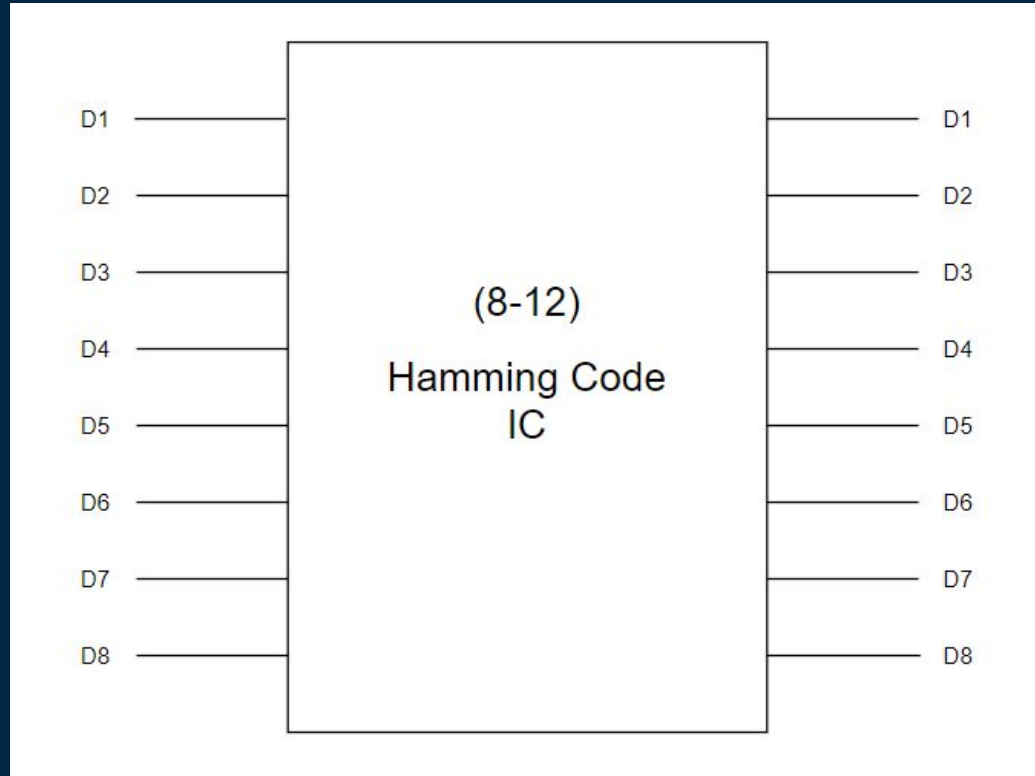 D1 D1
D2 D2
D3 D3
(8-12)
D4 D4
Hamming Code
IC
D5 D5
D6 D6
D7 D7
D8 D8